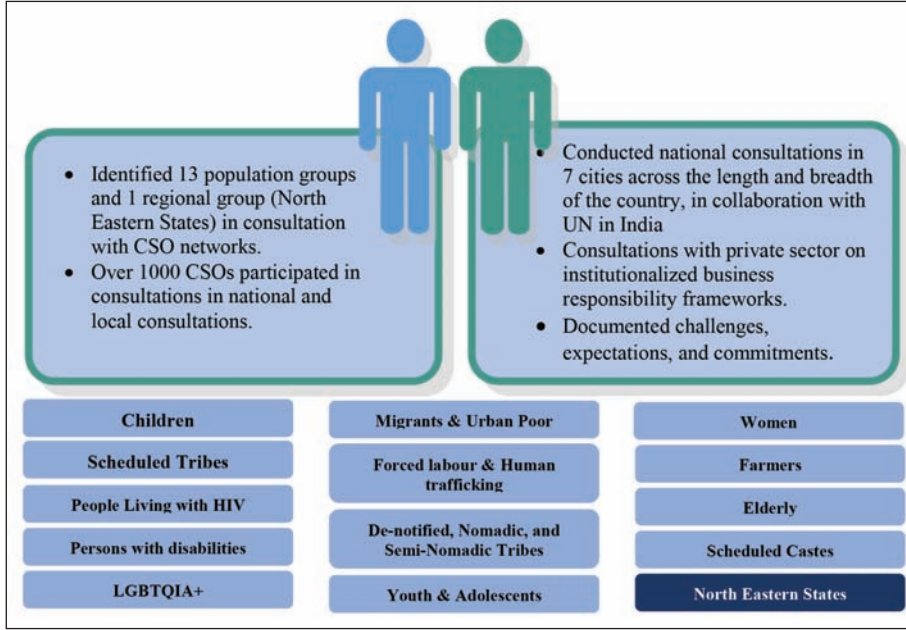 • Identified 13 population groups
and 1 regional group (North
Eastern States) in consultation
with CSO networks.
• Over 1000 CSOs participated in
consultations in national and
local consultations.
• Conducted national consultations in
7 cities across the length and breadth
of the country, in collaboration with
UN in India
• Consultations with private sector on
institutionalized business
responsibility frameworks.
• Documented challenges,
expectations, and commitments.
Children
Scheduled Tribes
People Living with HIV
Persons with disabilities
LGBTQIA+
Migrants & Urban Poor
Forced labour & Human
trafficking
De-notified, Nomadic, and
Semi-Nomadic Tribes
Youth & Adolescents
Women
Farmers
Elderly
Scheduled Castes
North Eastern States